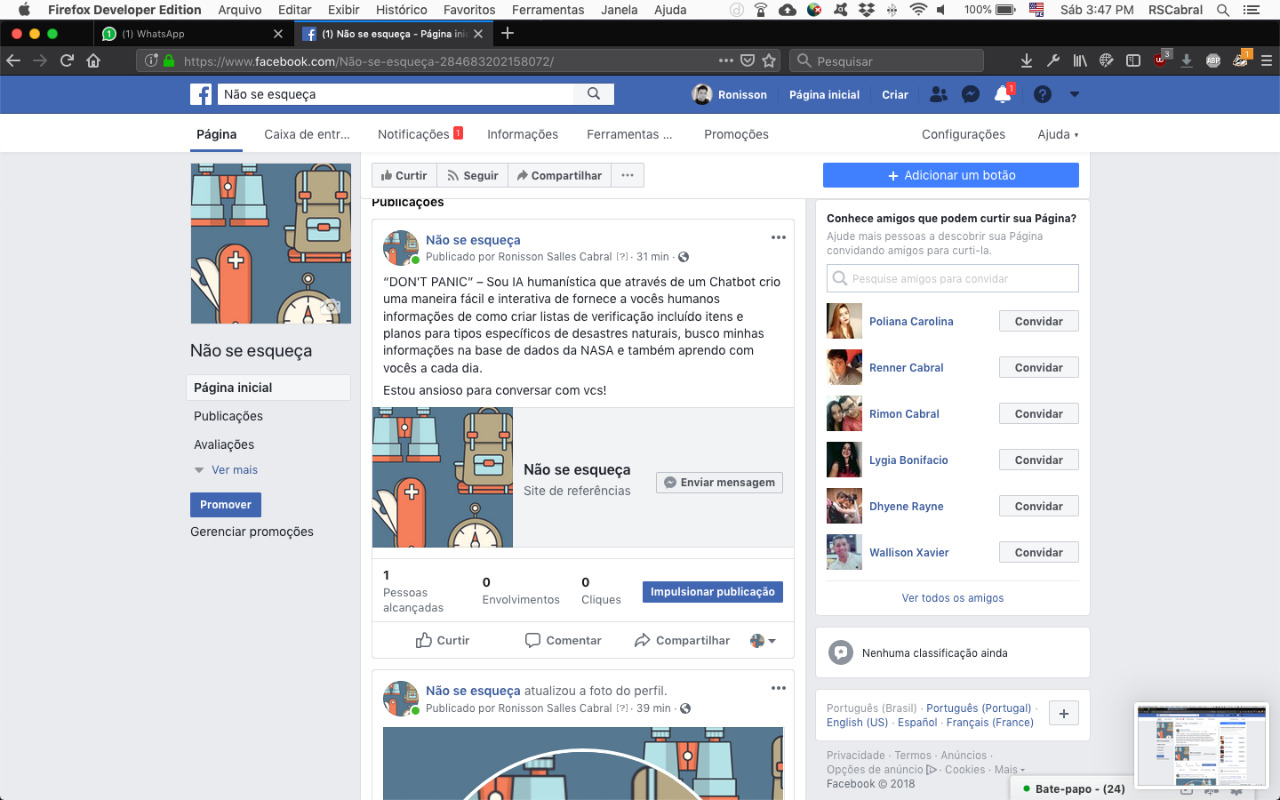 Firefox Developer Edition Arquivo Editar Exibir Histórico Favoritos Ferramentas Janela Ajuda 100% Sáb 3:47 PM RSCabral
(1) WhatsApp
(1) Não se esqueça - Página ini
https://www.facebook.com/Não-se-esqueça-284683202158072/
Pesquisar
3
1
ABP
Não se esqueça
Ronisson Página inicial Criar 1
Página Caixa de entr... Notificações 1 Informações Ferramentas ... Promoções Configurações Ajuda
Não se esqueça
Página inicial
Publicações
Avaliações
Ver mais
Promover
Gerenciar promoções
Curtir Seguir Compartilhar ...
+ Adicionar um botão
Publicações
Não se esqueça
Publicado por Ronisson Salles Cabral [?] · 31 min ·
“DON'T PANIC” – Sou IA humanística que através de um Chatbot crio
uma maneira fácil e interativa de fornece a vocês humanos
informações de como criar listas de verificação incluído itens e
planos para tipos específicos de desastres naturais, busco minhas
informações na base de dados da NASA e também aprendo com
vocês a cada dia.
Estou ansioso para conversar com vcs!
Não se esqueça
Site de referências
Enviar mensagem
1
Pessoas
alcançadas
0
Envolvimentos
0
Cliques
Impulsionar publicação
Curtir Comentar Compartilhar
Não se esqueça atualizou a foto do perfil.
Publicado por Ronisson Salles Cabral [?] · 39 min ·
Conhece amigos que podem curtir sua Página?
Ajude mais pessoas a descobrir sua Página
convidando amigos para curti-la.
Pesquise amigos para convidar
Poliana Carolina Convidar
Renner Cabral Convidar
Rimon Cabral Convidar
Lygia Bonifacio Convidar
Dhyene Rayne Convidar
Wallison Xavier Convidar
Ver todos os amigos
Nenhuma classificação ainda
Português (Brasil) · Português (Portugal) ·
English (US) · Español · Français (France)
Privacidade · Termos · Anúncios ·
Opções de anúncio · Cookies · Mais
Facebook © 2018
Bate-papo - (24)